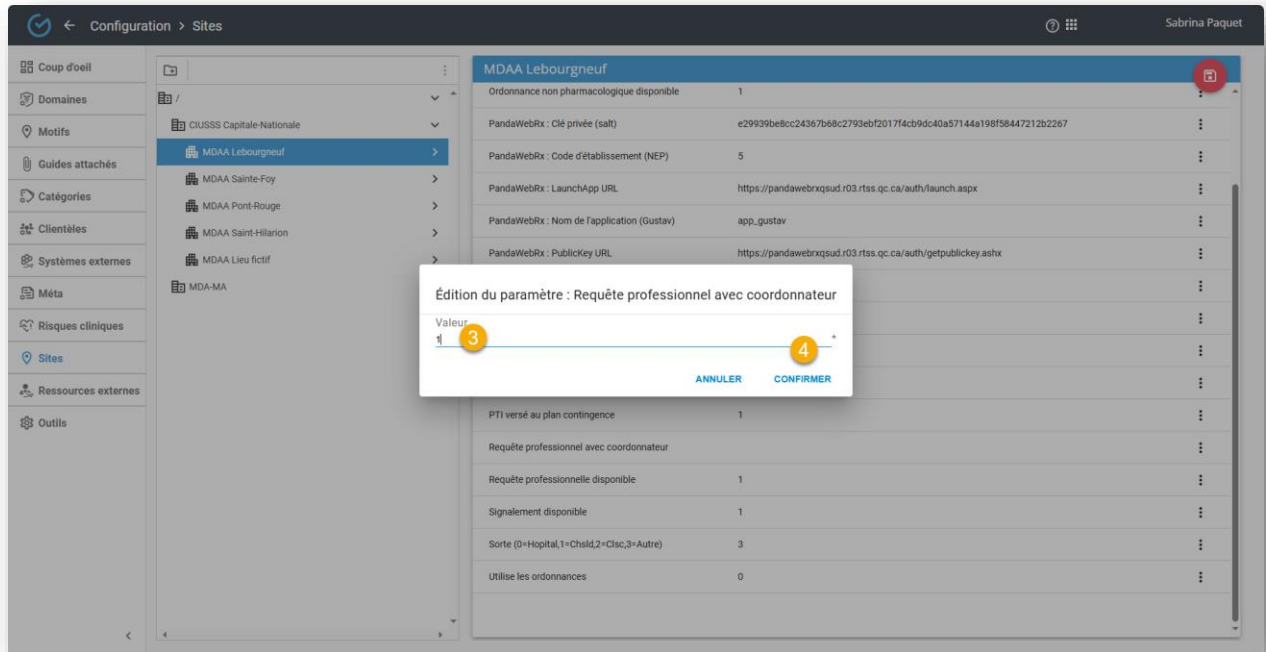 Configuration > Sites
Sabrina Paquet
Coup d'oeil
Domaines
Motifs
Guides attachés
Catégories
Clientèles
Systèmes externes
Méta
Risques cliniques
Sites
Ressources externes
Outils
/
CIUSSS Capitale-Nationale
MDAA Lebourgneuf
MDAA Sainte-Foy
MDAA Pont-Rouge
MDAA Saint-Hilarion
MDAA Lieu fictif
MDA-MA
MDAA Lebourgneuf
Ordonnance non pharmacologique disponible 1
PandaWebRx : Clé privée (salt) e29939be8cc24367b68c2793ebf2017f4cb9dc40a57144a198f58447212b2267
PandaWebRx : Code d'établissement (NEP) 5
PandaWebRx : LaunchApp URL https://pandawebrxqsud.r03.rtss.qc.ca/auth/launch.aspx
PandaWebRx : Nom de l'application (Gustav) app_gustav
PandaWebRx : PublicKey URL https://pandawebrxqsud.r03.rtss.qc.ca/auth/getpublickey.ashx
Édition du paramètre : Requête professionnel avec coordonnateur
Valeur
1 3 *
4
ANNULER CONFIRMER
PTI versé au plan contingence 1
Requête professionnel avec coordonnateur
Requête professionnelle disponible 1
Signalement disponible 1
Sorte (0=Hopital,1=Chsld,2=Clsc,3=Autre) 3
Utilise les ordonnances 0